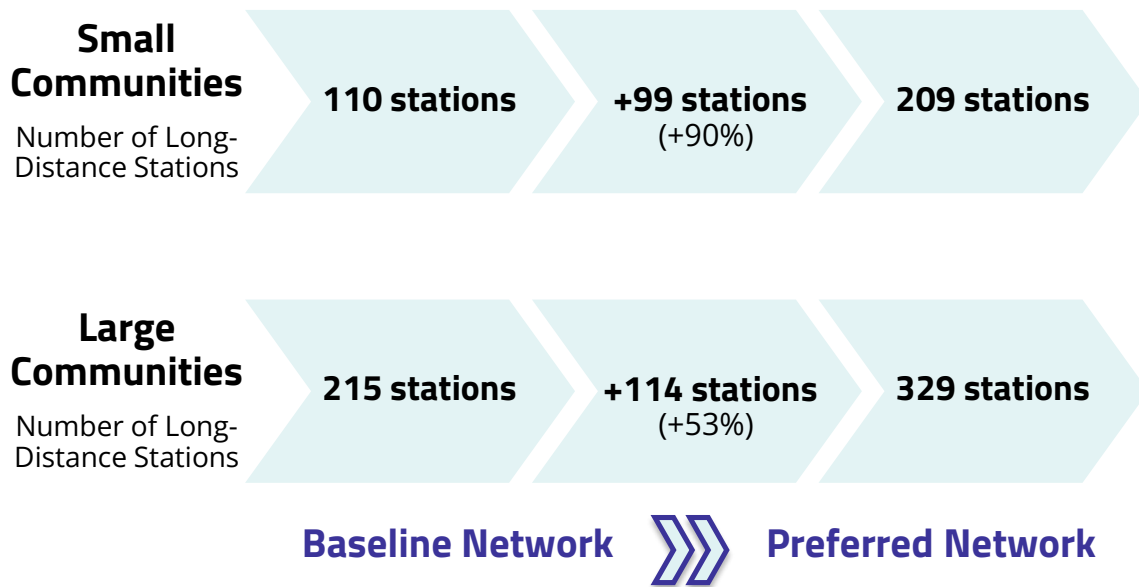 Small
Communities
Number of Long-
Distance Stations
110 stations
+99 stations
(+90%)
209 stations
Large
Communities
Number of Long-
Distance Stations
215 stations
+114 stations
(+53%)
329 stations
Baseline Network
Preferred Network